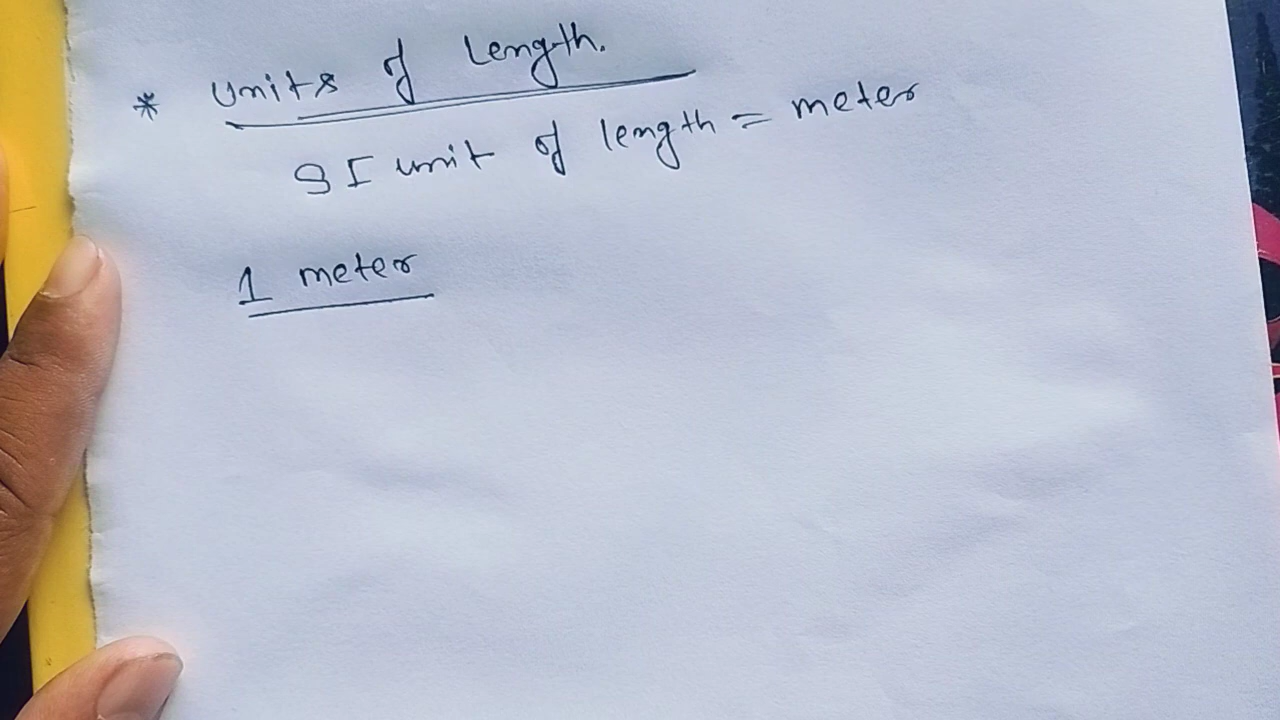 * Units of Length.
SI unit of length = meter
1 meter